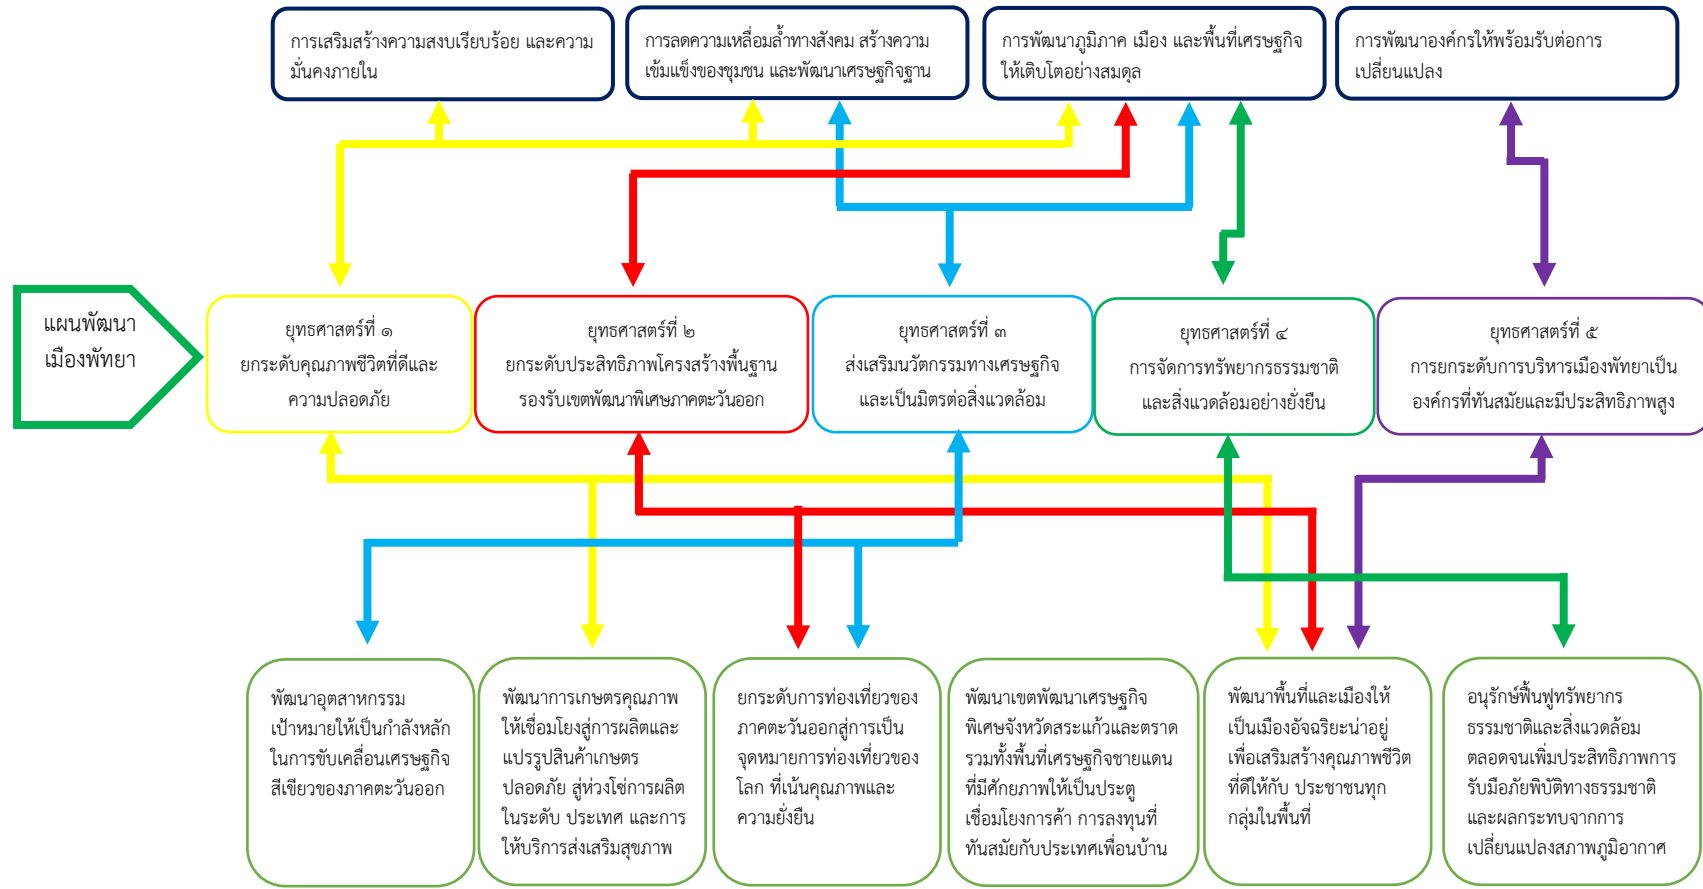 การเสริมสร้างความสงบเรียบร้อย และความ
มั่นคงภายใน
การลดความเหลื่อมล้ำทางสังคม สร้างความ
เข้มแข็งของชุมชน และพัฒนาเศรษฐกิจฐาน
การพัฒนาภูมิภาค เมือง และพื้นที่เศรษฐกิจ
ให้เติบโตอย่างสมดุล
การพัฒนาองค์กรให้พร้อมรับต่อการ
เปลี่ยนแปลง
แผนพัฒนา
เมืองพัทยา
ยุทธศาสตร์ที่ ๑
ยกระดับคุณภาพชีวิตที่ดีและ
ความปลอดภัย
ยุทธศาสตร์ที่ ๒
ยกระดับประสิทธิภาพโครงสร้างพื้นฐาน
รองรับเขตพัฒนาพิเศษภาคตะวันออก
ยุทธศาสตร์ที่ ๓
ส่งเสริมนวัตกรรมทางเศรษฐกิจ
และเป็นมิตรต่อสิ่งแวดล้อม
ยุทธศาสตร์ที่ ๔
การจัดการทรัพยากรธรรมชาติ
และสิ่งแวดล้อมอย่างยั่งยืน
ยุทธศาสตร์ที่ ๕
การยกระดับการบริหารเมืองพัทยาเป็น
องค์กรที่ทันสมัยและมีประสิทธิภาพสูง
พัฒนาอุตสาหกรรม
เป้าหมายให้เป็นกำลังหลัก
ในการขับเคลื่อนเศรษฐกิจ
สีเขียวของภาคตะวันออก
พัฒนาการเกษตรคุณภาพ
ให้เชื่อมโยงสู่การผลิตและ
แปรรูปสินค้าเกษตร
ปลอดภัย สู่ห่วงโซ่การผลิต
ในระดับ ประเทศ และการ
ให้บริการส่งเสริมสุขภาพ
ยกระดับการท่องเที่ยวของ
ภาคตะวันออกสู่การเป็น
จุดหมายการท่องเที่ยวของ
โลก ที่เน้นคุณภาพและ
ความยั่งยืน
พัฒนาเขตพัฒนาเศรษฐกิจ
พิเศษจังหวัดสระแก้วและตราด
รวมทั้งพื้นที่เศรษฐกิจชายแดน
ที่มีศักยภาพให้เป็นประตู
เชื่อมโยงการค้า การลงทุนที่
ทันสมัยกับประเทศเพื่อนบ้าน
พัฒนาพื้นที่และเมืองให้
เป็นเมืองอัจฉริยะน่าอยู่
เพื่อเสริมสร้างคุณภาพชีวิต
ที่ดีให้กับ ประชาชนทุก
กลุ่มในพื้นที่
อนุรักษ์ฟื้นฟูทรัพยากร
ธรรมชาติและสิ่งแวดล้อม
ตลอดจนเพิ่มประสิทธิภาพการ
รับมือภัยพิบัติทางธรรมชาติ
และผลกระทบจากการ
เปลี่ยนแปลงสภาพภูมิอากาศ